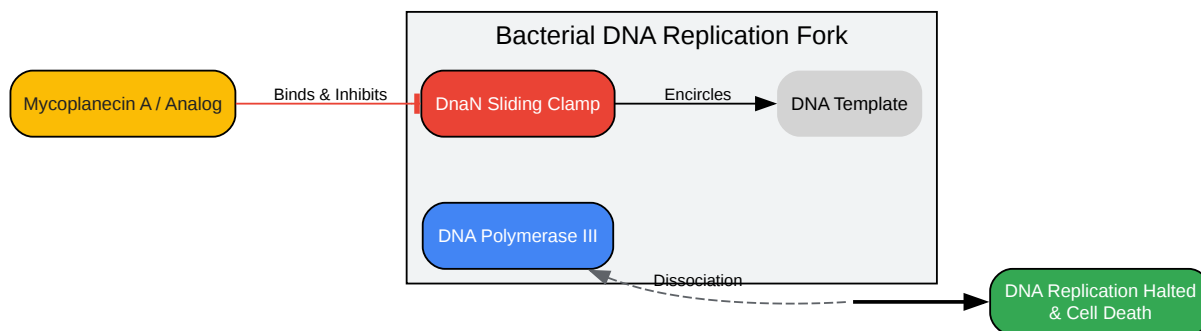 Bacterial DNA Replication Fork
Mycoplanecin A / Analog
Binds & Inhibits
DnaN Sliding Clamp
Encircles
DNA Template
DNA Polymerase III
Dissociation
DNA Replication Halted
& Cell Death